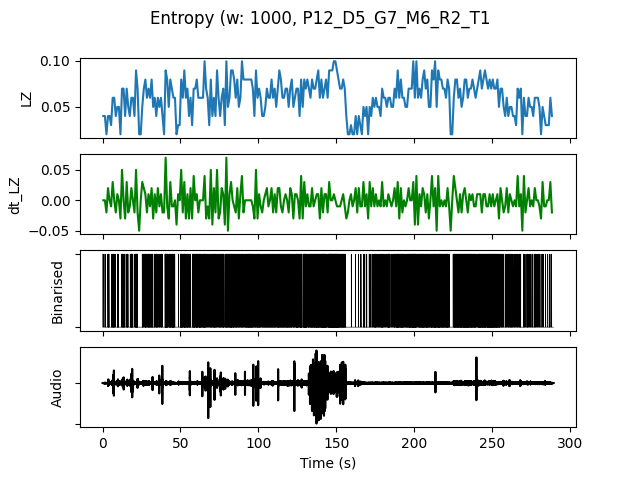 Entropy (w: 1000, P12_D5_G7_M6_R2_T1
0.10
0.05
LZ
0.05
0.00
−0.05
dt_LZ
Binarised
Audio
0 50 100 150 200 250 300
Time (s)